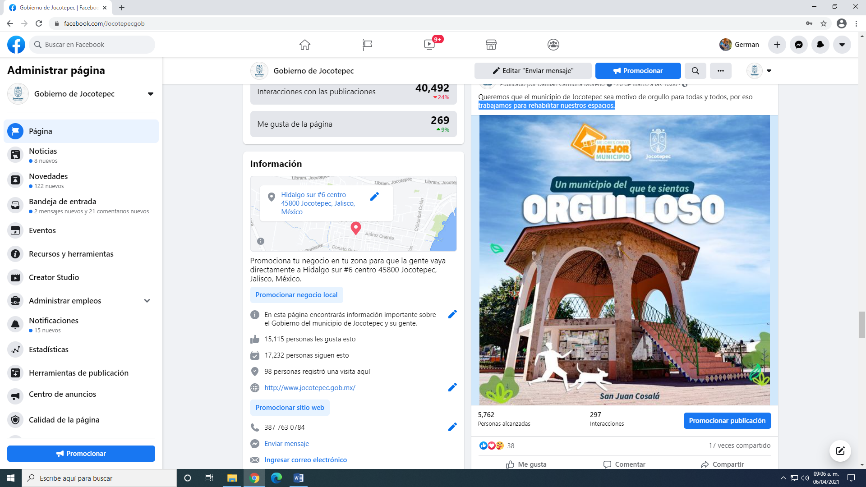 Gobierno de Jocotepec | Facebook
facebook.com/Jocotepecgob
Buscar en Facebook
9+
German
Administrar página
Gobierno de Jocotepec
Página
Noticias
8 nuevos
Novedades
122 nuevos
Bandeja de entrada
2 mensajes nuevos y 21 comentarios nuevos
Eventos
Recursos y herramientas
Creator Studio
Administrar empleos
Notificaciones
15 nuevos
Estadísticas
Herramientas de publicación
Centro de anuncios
Calidad de la página
Promocionar
Gobierno de Jocotepec
Editar "Enviar mensaje"
Promocionar
Interacciones con las publicaciones
40,492
24%
Me gusta de la página
269
9%
Información
Hidalgo sur #6 centro
45800 Jocotepec, Jalisco,
México
Promociona tu negocio en tu zona para que la gente vaya
directamente a Hidalgo sur #6 centro 45800 Jocotepec,
Jalisco, México.
Promocionar negocio local
En esta página encontrarás información importante sobre
el Gobierno del municipio de Jocotepec y su gente.
15,115 personas les gusta esto
17,232 personas siguen esto
98 personas registró una visita aquí
http://www.jocotepec.gob.mx/
Promocionar sitio web
387 763 0784
Enviar mensaje
Ingresar correo electrónico
Queremos que el municipio de Jocotepec sea motivo de orgullo para todas y todos, por eso
trabajamos para rehabilitar nuestros espacios.
MEJOR
MUNICIPIO
Jocotepec
Un municipio del que te sientas
ORGULLOSO
San Juan Cosalá
5,762
Personas alcanzadas
297
Interacciones
Promocionar publicación
38
17 veces compartido
Me gusta
Comentar
Compartir
Escribe aquí para buscar
09:06 a. m.
06/04/2021